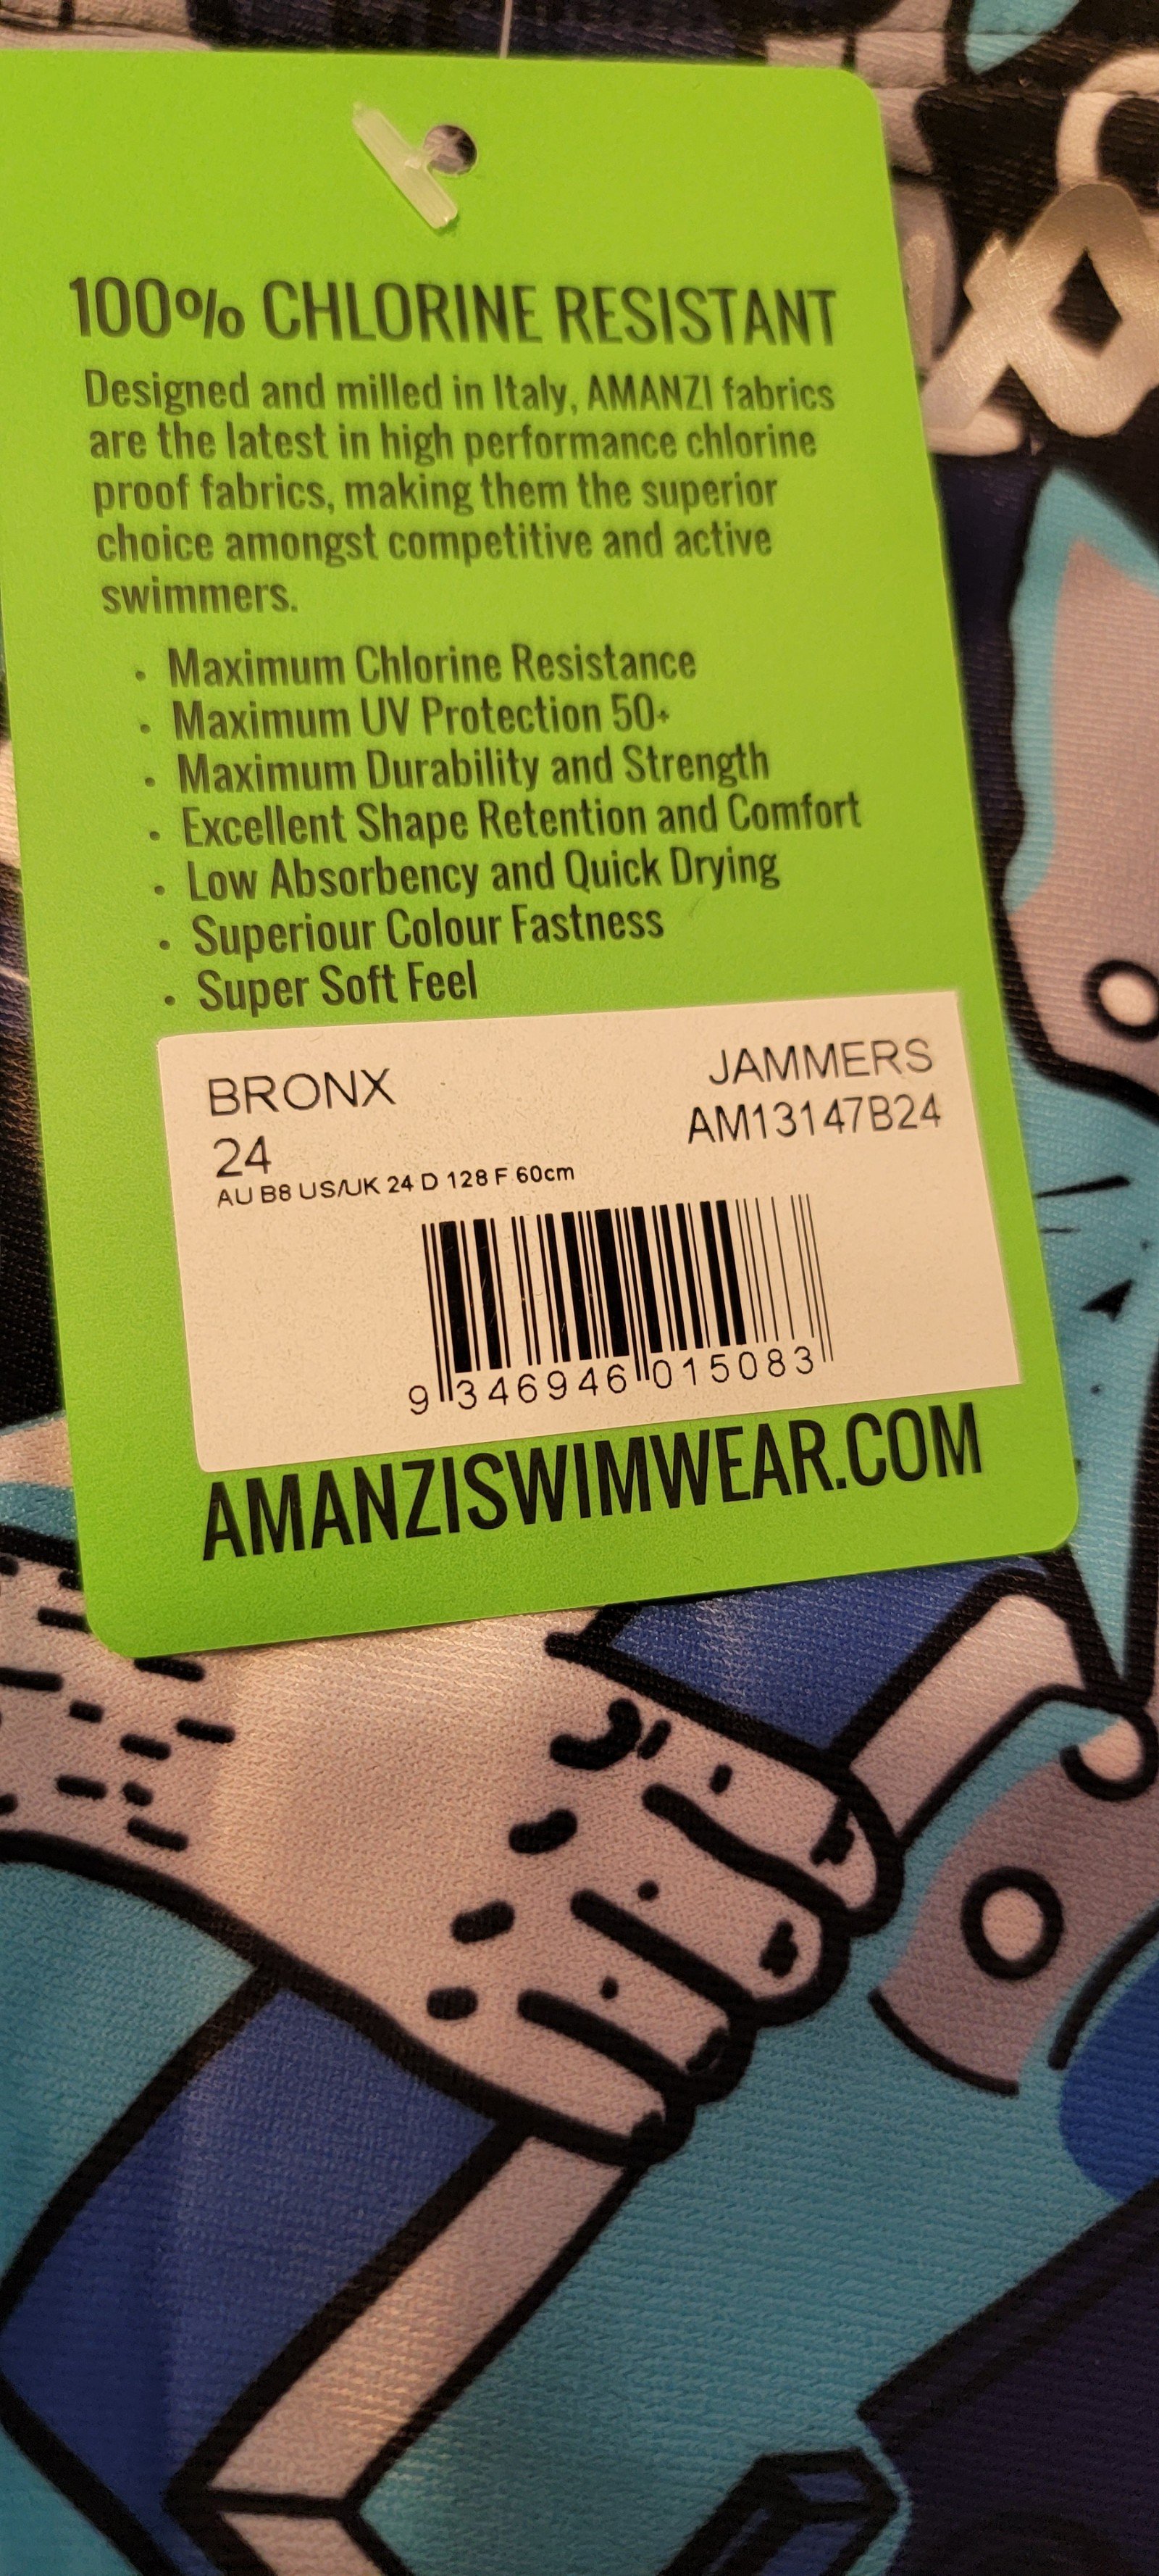 100% CHLORINE RESISTANT
Designed and milled in Italy, AMANZI fabrics
are the latest in high performance chlorine
proof fabrics, making them the superior
choice amongst competitive and active
swimmers.
· Maximum Chlorine Resistance
· Maximum UV Protection 50+
· Maximum Durability and Strength
· Excellent Shape Retention and Comfort
· Low Absorbency and Quick Drying
· Superiour Colour Fastness
· Super Soft Feel
BRONX JAMMERS
24 AM13147B24
AU B8 US/UK 24 D 128 F 60cm
9 346946 015083
AMANZISWIMWEAR.COM